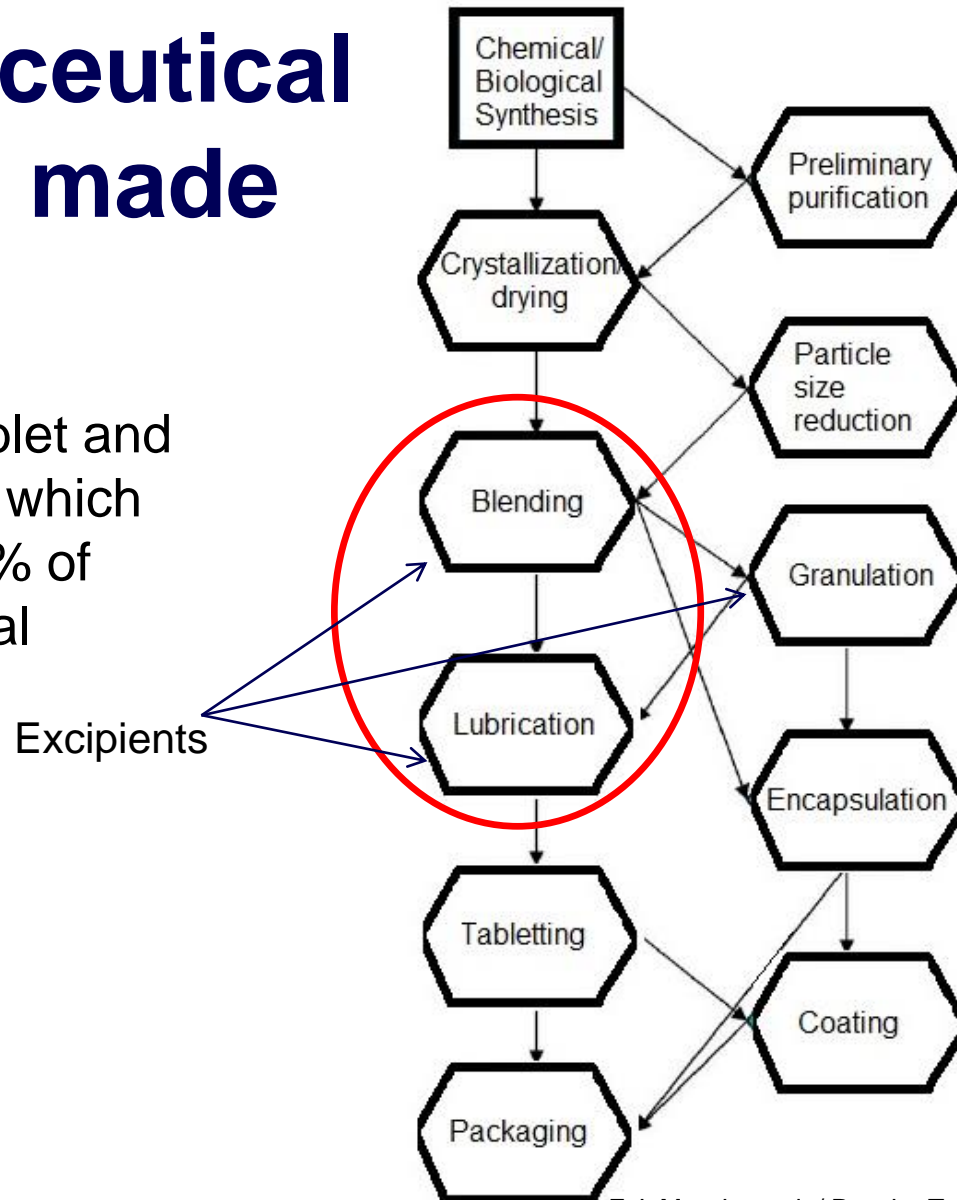 ceutical
made
Chemical/
Biological
Synthesis
Preliminary
purification
Crystallization/
drying
Particle
size
reduction
olet and
which
% of
al
Blending
Granulation
Excipients
Lubrication
Encapsulation
Tabletting
Coating
Packaging